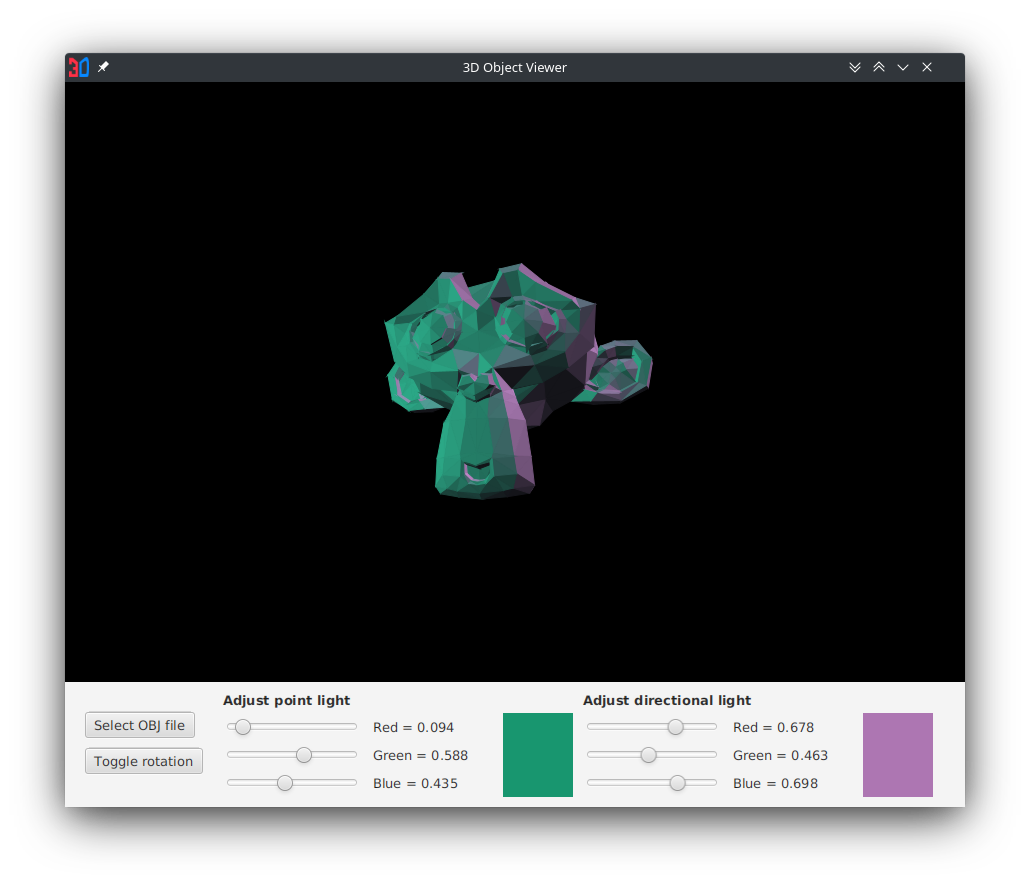 3D 3D Object Viewer
Adjust point light Adjust directional light
Select OBJ file
Toggle rotation
Red = 0.094
Green = 0.588
Blue = 0.435
Red = 0.678
Green = 0.463
Blue = 0.698